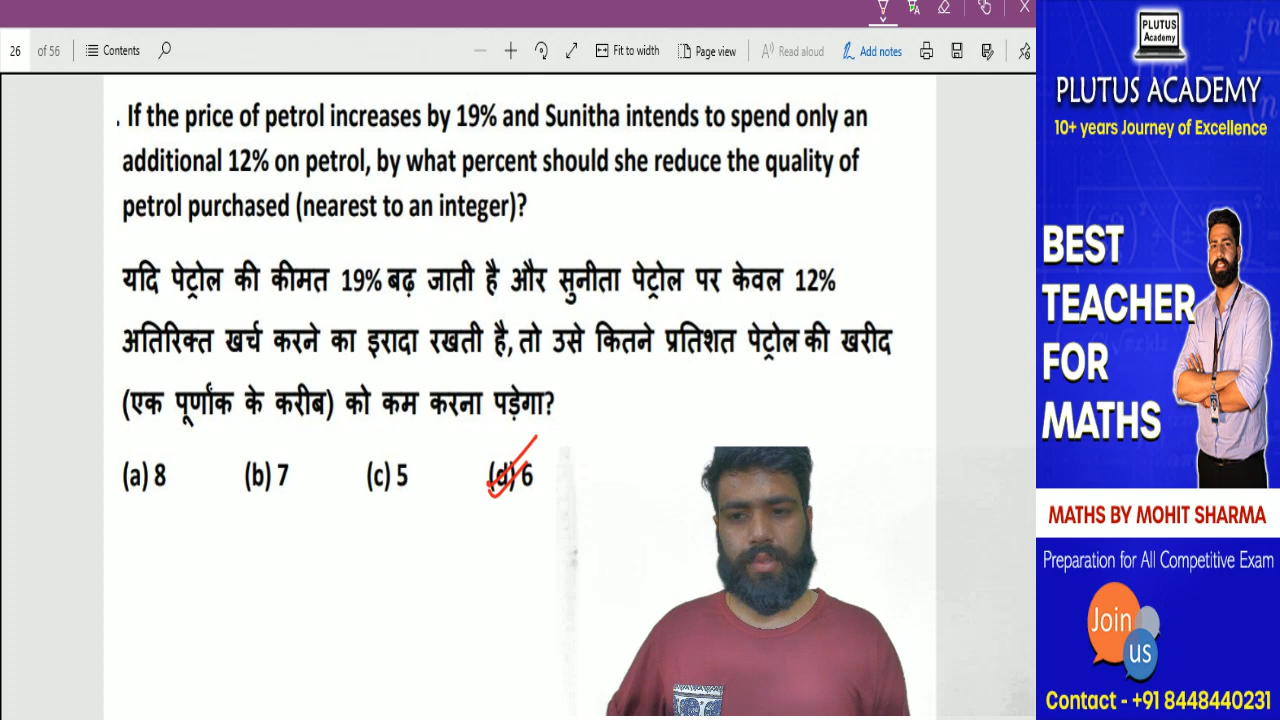 26 of 56 Contents Fit to width Page view Read aloud Add notes
. If the price of petrol increases by 19% and Sunitha intends to spend only an
additional 12% on petrol, by what percent should she reduce the quality of
petrol purchased (nearest to an integer)?
यदि पेट्रोल की कीमत 19% बढ़ जाती है और सुनीता पेट्रोल पर केवल 12%
अतिरिक्त खर्च करने का इरादा रखती है, तो उसे कितने प्रतिशत पेट्रोल की खरीद
(एक पूर्णांक के करीब) को कम करना पड़ेगा?
(a) 8 (b) 7 (c) 5 (d) 6
PLUTUS
Academy
PLUTUS ACADEMY
10+ years Journey of Excellence
BEST
TEACHER
FOR
MATHS
MATHS BY MOHIT SHARMA
Preparation for All Competitive Exam
Join
us
Contact - +91 8448440231